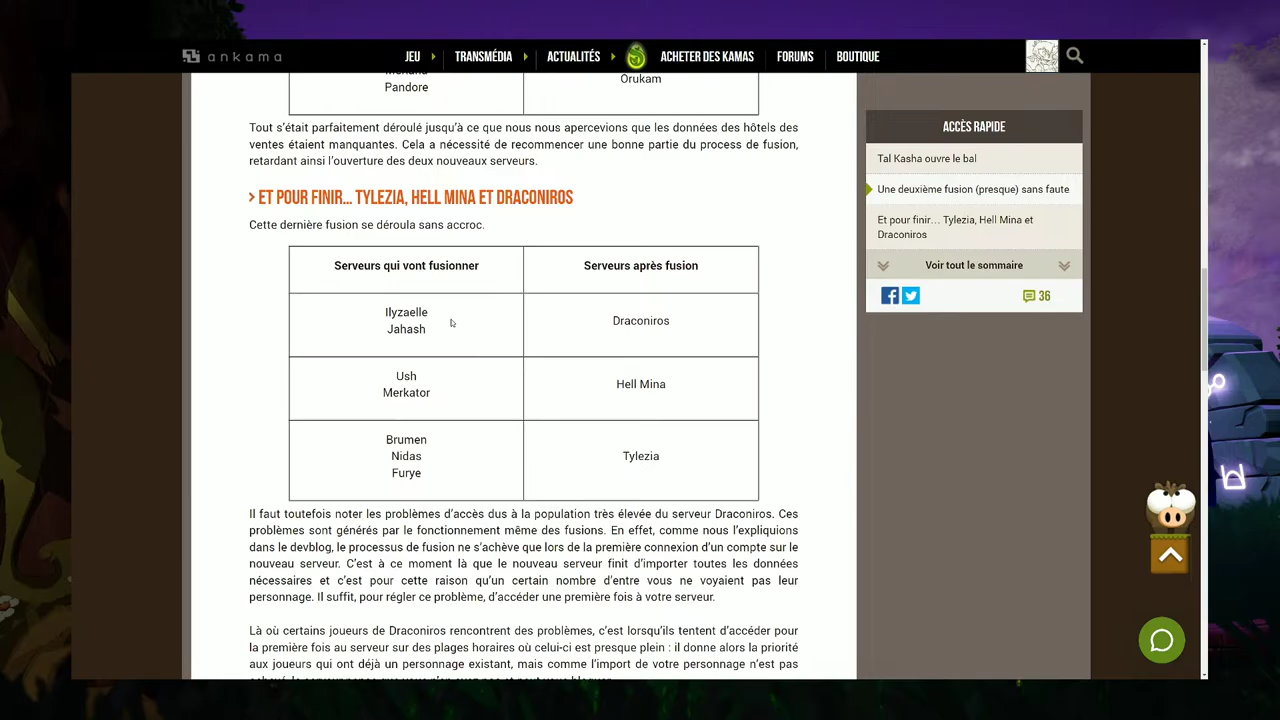 ankama
JEU
TRANSMÉDIA
ACTUALITÉS
ACHETER DES KAMAS
FORUMS
BOUTIQUE
Pandore
Orukam
Tout s'était parfaitement déroulé jusqu'à ce que nous nous apercevions que les données des hôtels des
ventes étaient manquantes. Cela a nécessité de recommencer une bonne partie du process de fusion,
retardant ainsi l'ouverture des deux nouveaux serveurs.
> ET POUR FINIR... TYLEZIA, HELL MINA ET DRACONIROS
Cette dernière fusion se déroula sans accroc.
Serveurs qui vont fusionner
Serveurs après fusion
Ilyzaelle
Jahash
Draconiros
Ush
Merkator
Hell Mina
Brumen
Nidas
Furye
Tylezia
Il faut toutefois noter les problèmes d'accès dus à la population très élevée du serveur Draconiros. Ces
problèmes sont générés par le fonctionnement même des fusions. En effet, comme nous l'expliquions
dans le devblog, le processus de fusion ne s'achève que lors de la première connexion d'un compte sur le
nouveau serveur. C'est à ce moment là que le nouveau serveur finit d'importer toutes les données
nécessaires et c'est pour cette raison qu'un certain nombre d'entre vous ne voyaient pas leur
personnage. Il suffit, pour régler ce problème, d'accéder une première fois à votre serveur.
Là où certains joueurs de Draconiros rencontrent des problèmes, c'est lorsqu'ils tentent d'accéder pour
la première fois au serveur sur des plages horaires où celui-ci est presque plein : il donne alors la priorité
aux joueurs qui ont déjà un personnage existant, mais comme l'import de votre personnage n'est pas
ACCÈS RAPIDE
Tal Kasha ouvre le bal
Une deuxième fusion (presque) sans faute
Et pour finir... Tylezia, Hell Mina et
Draconiros
Voir tout le sommaire
36